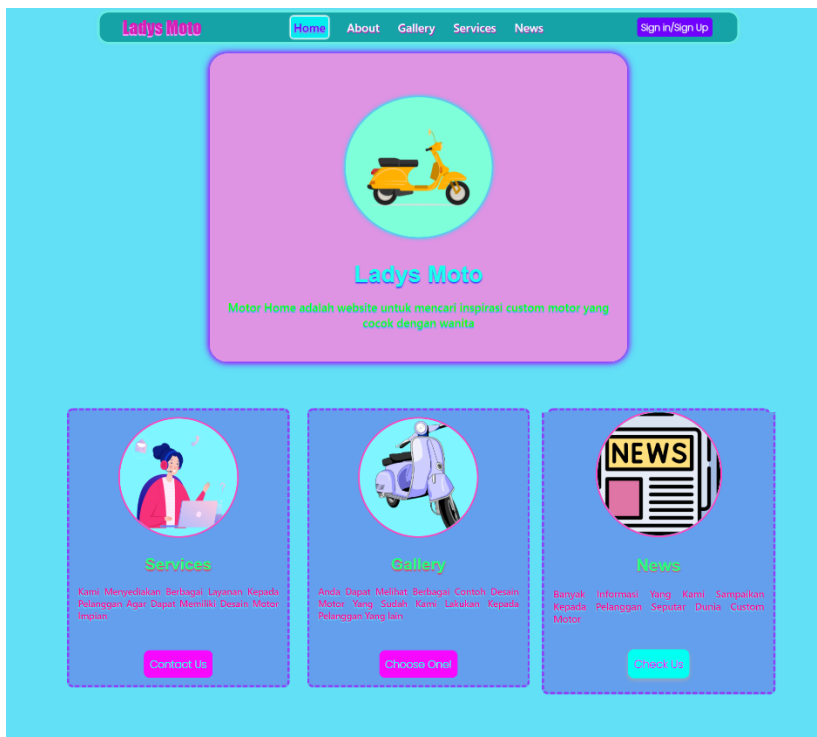 Ladys Moto
Home About Gallery Services News
Sign in/Sign Up
Ladys Moto
Motor Home adalah website untuk mencari inspirasi custom motor yang
cocok dengan wanita
NEWS
Services
Kami Menyediakan Berbagai Layanan Kepada
Pelanggan Agar Dapat Memiliki Desain Motor
Impian
Contact Us
Gallery
Anda Dapat Melihat Berbagai Contoh Desain
Motor Yang Sudah Kami Lakukan Kepada
Pelanggan Yang lain
Choose One!
News
Banyak Informasi Yang Kami Sampaikan
Kepada Pelanggan Seputar Dunia Custom
Motor
Check Us